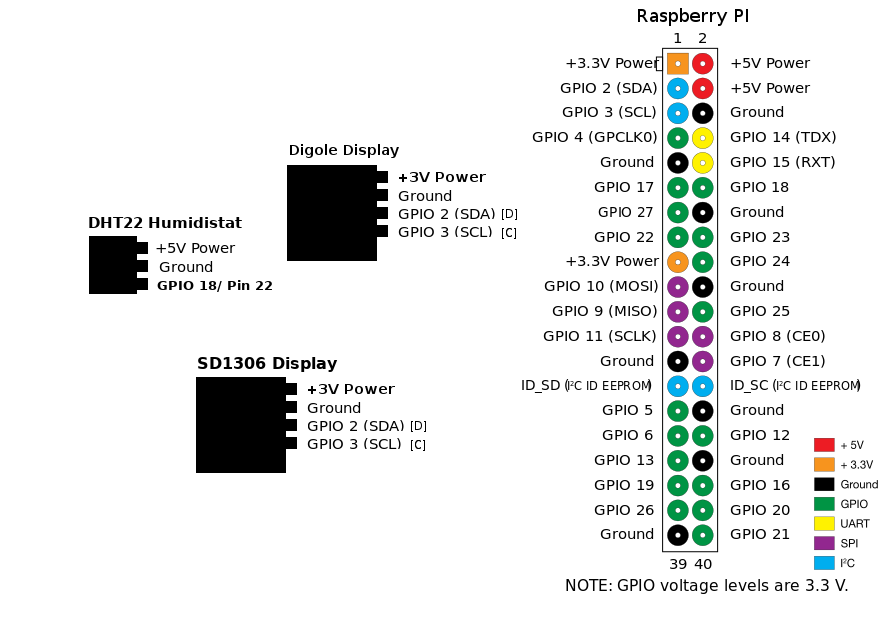 Raspberry PI
1 2
+3.3V Power +5V Power
GPIO 2 (SDA) +5V Power
GPIO 3 (SCL) Ground
GPIO 4 (GPCLK0) GPIO 14 (TDX)
Ground GPIO 15 (RXT)
GPIO 17 GPIO 18
GPIO 27 Ground
GPIO 22 GPIO 23
+3.3V Power GPIO 24
GPIO 10 (MOSI) Ground
GPIO 9 (MISO) GPIO 25
GPIO 11 (SCLK) GPIO 8 (CE0)
Ground GPIO 7 (CE1)
ID_SD (I²C ID EEPROM) ID_SC (I²C ID EEPROM)
GPIO 5 Ground
GPIO 6 GPIO 12
GPIO 13 Ground
GPIO 19 GPIO 16
GPIO 26 GPIO 20
Ground GPIO 21
39 40
NOTE: GPIO voltage levels are 3.3 V.
Digole Display
+3V Power
Ground
GPIO 2 (SDA) [D]
GPIO 3 (SCL) [C]
DHT22 Humidistat
+5V Power
Ground
GPIO 18/ Pin 22
SD1306 Display
+3V Power
Ground
GPIO 2 (SDA) [D]
GPIO 3 (SCL) [C]
+ 5V
+ 3.3V
Ground
GPIO
UART
SPI
I²C